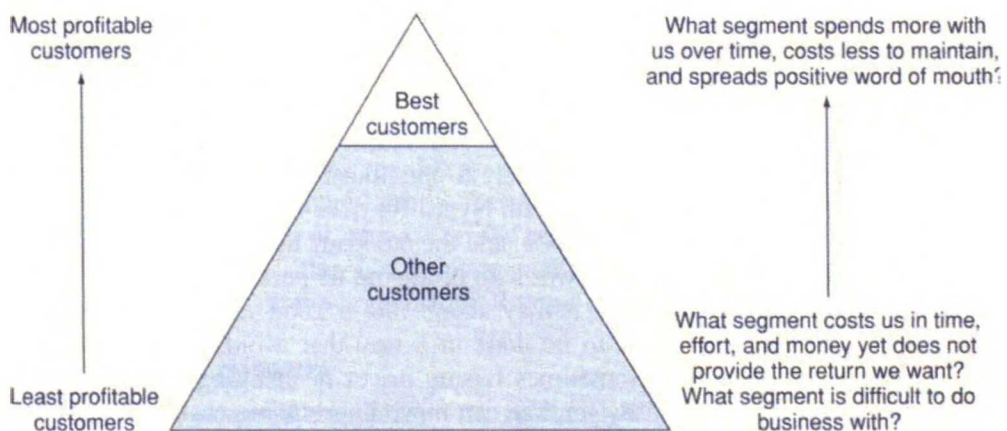 Most profitable
customers
What segment spends more with
us over time, costs less to maintain,
and spreads positive word of mouth?
Best
customers
Other
customers
What segment costs us in time,
effort, and money yet does not
provide the return we want?
What segment is difficult to do
business with?
Least profitable
customers